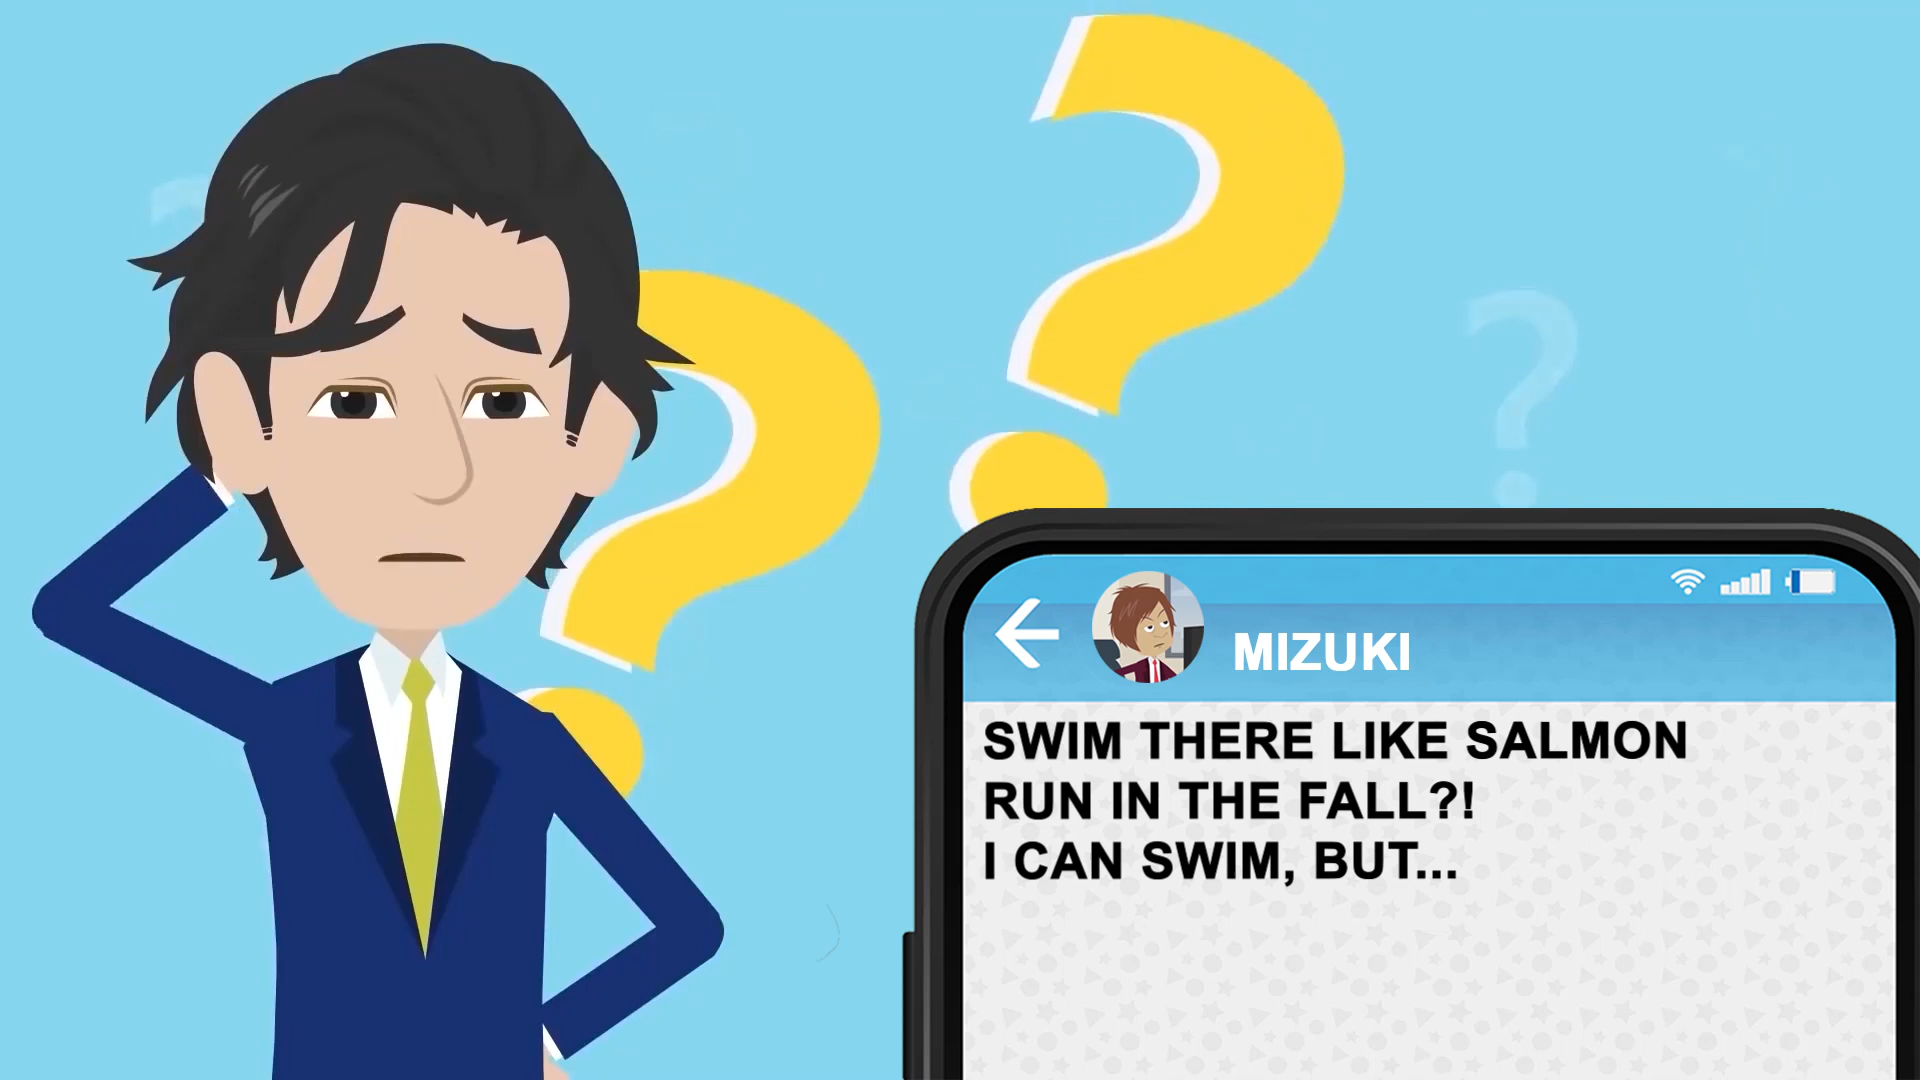 MIZUKI
SWIM THERE LIKE SALMON
RUN IN THE FALL?!
I CAN SWIM, BUT...